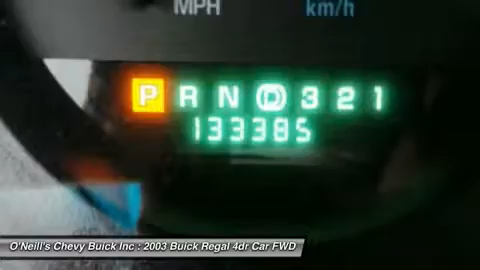 MPH km/h
P R N D 3 2 1
133385
O'Neill's Chevy Buick Inc : 2003 Buick Regal 4dr Car FWD